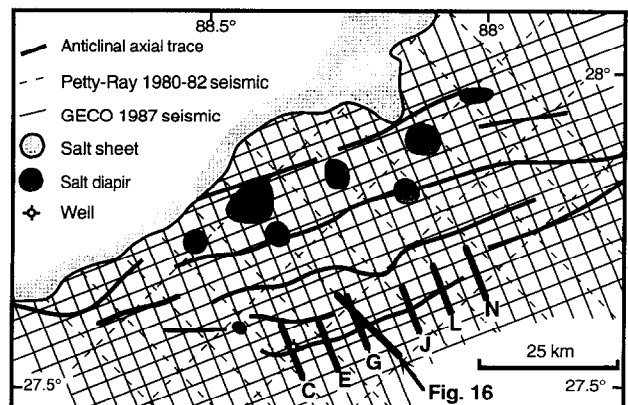 88.5°
88°
Anticlinal axial trace
28°
Petty-Ray 1980-82 seismic
GECO 1987 seismic
Salt sheet
Salt diapir
Well
N
L
J
G
E
C
25 km
Fig. 16
27.5°
27.5°